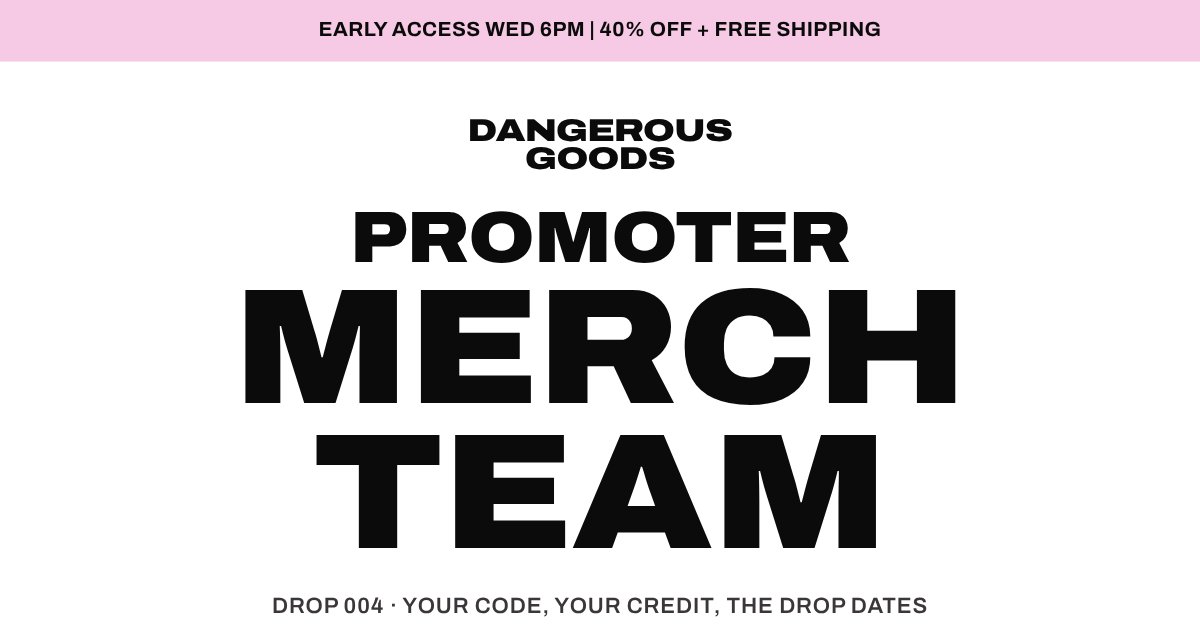 EARLY ACCESS WED 6PM | 40% OFF + FREE SHIPPING
DANGEROUS
GOODS
PROMOTER
MERCH
TEAM
DROP 004 · YOUR CODE, YOUR CREDIT, THE DROP DATES